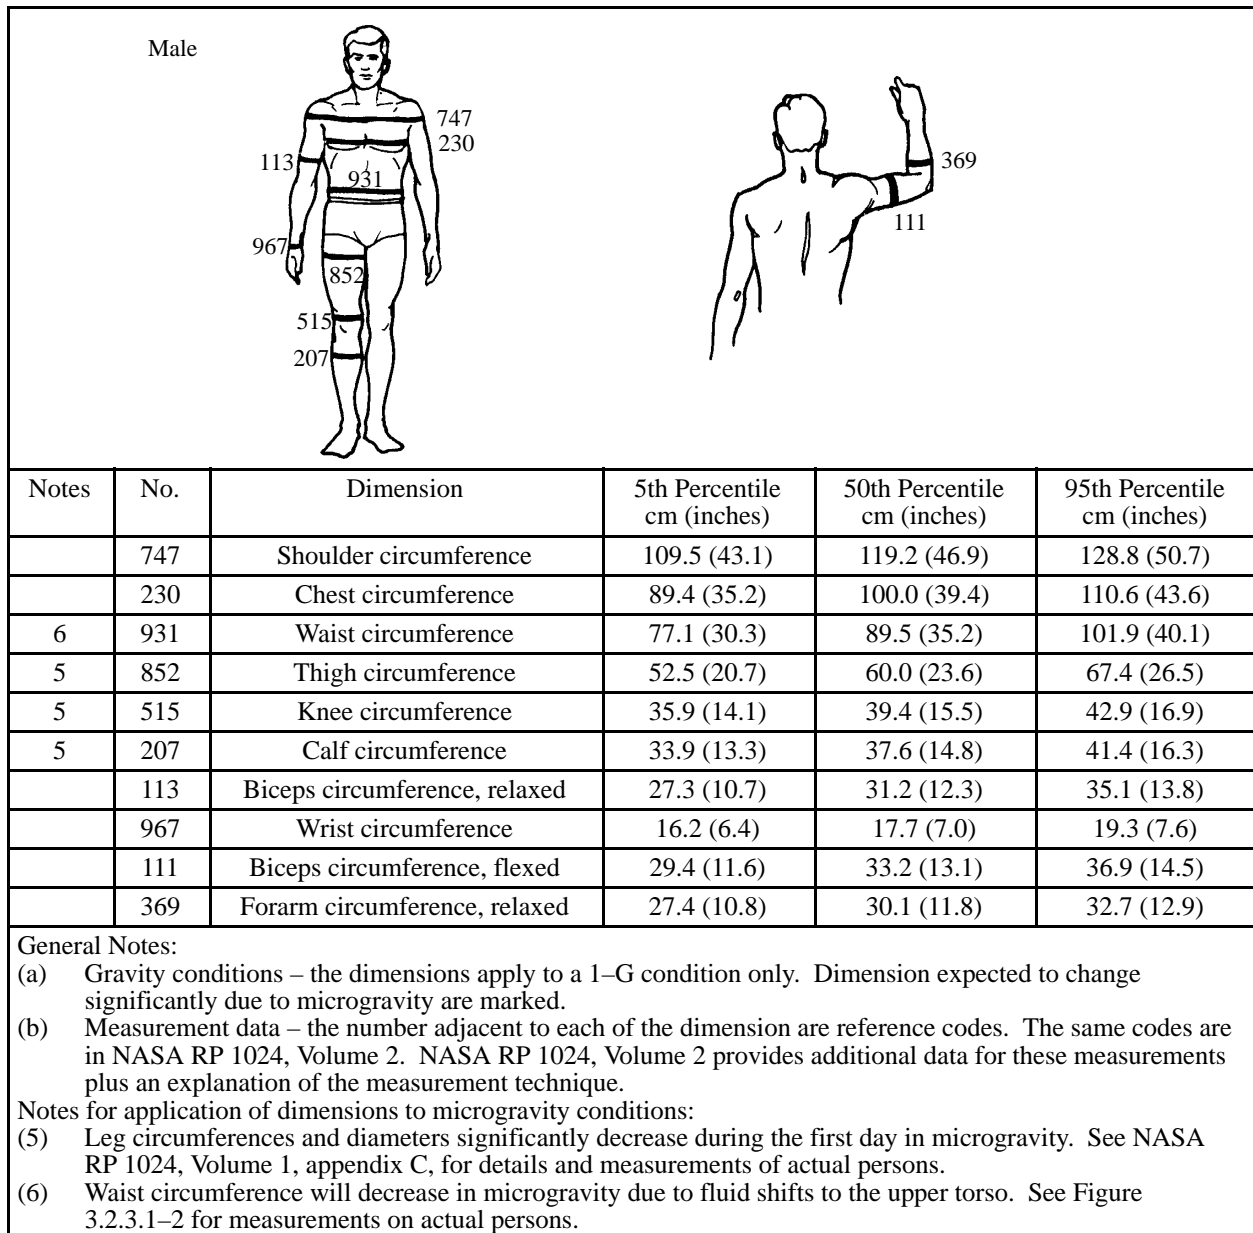 Male
747
230
113
931
967
852
515
207
369
111
Notes No. Dimension 5th Percentile cm (inches) 50th Percentile cm (inches) 95th Percentile cm (inches)
747 Shoulder circumference 109.5 (43.1) 119.2 (46.9) 128.8 (50.7)
230 Chest circumference 89.4 (35.2) 100.0 (39.4) 110.6 (43.6)
6 931 Waist circumference 77.1 (30.3) 89.5 (35.2) 101.9 (40.1)
5 852 Thigh circumference 52.5 (20.7) 60.0 (23.6) 67.4 (26.5)
5 515 Knee circumference 35.9 (14.1) 39.4 (15.5) 42.9 (16.9)
5 207 Calf circumference 33.9 (13.3) 37.6 (14.8) 41.4 (16.3)
113 Biceps circumference, relaxed 27.3 (10.7) 31.2 (12.3) 35.1 (13.8)
967 Wrist circumference 16.2 (6.4) 17.7 (7.0) 19.3 (7.6)
111 Biceps circumference, flexed 29.4 (11.6) 33.2 (13.1) 36.9 (14.5)
369 Forarm circumference, relaxed 27.4 (10.8) 30.1 (11.8) 32.7 (12.9)
General Notes:
(a) Gravity conditions – the dimensions apply to a 1–G condition only. Dimension expected to change
significantly due to microgravity are marked.
(b) Measurement data – the number adjacent to each of the dimension are reference codes. The same codes are
in NASA RP 1024, Volume 2. NASA RP 1024, Volume 2 provides additional data for these measurements
plus an explanation of the measurement technique.
Notes for application of dimensions to microgravity conditions:
(5) Leg circumferences and diameters significantly decrease during the first day in microgravity. See NASA
RP 1024, Volume 1, appendix C, for details and measurements of actual persons.
(6) Waist circumference will decrease in microgravity due to fluid shifts to the upper torso. See Figure
3.2.3.1–2 for measurements on actual persons.